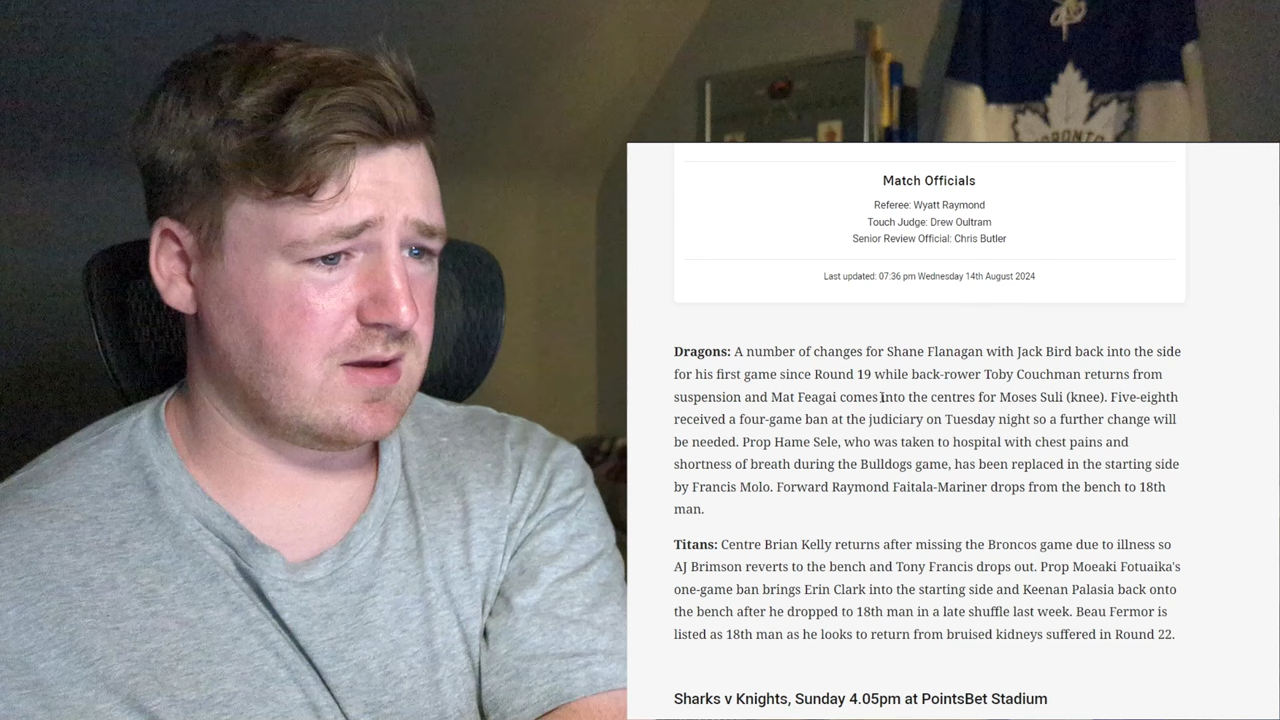 TORONTO
Match Officials
Referee: Wyatt Raymond
Touch Judge: Drew Oultram
Senior Review Official: Chris Butler
Last updated: 07:36 pm Wednesday 14th August 2024
Dragons: A number of changes for Shane Flanagan with Jack Bird back into the side
for his first game since Round 19 while back-rower Toby Couchman returns from
suspension and Mat Feagai comes into the centres for Moses Suli (knee). Five-eighth
received a four-game ban at the judiciary on Tuesday night so a further change will
be needed. Prop Hame Sele, who was taken to hospital with chest pains and
shortness of breath during the Bulldogs game, has been replaced in the starting side
by Francis Molo. Forward Raymond Faitala-Mariner drops from the bench to 18th
man.
Titans: Centre Brian Kelly returns after missing the Broncos game due to illness so
AJ Brimson reverts to the bench and Tony Francis drops out. Prop Moeaki Fotuaika's
one-game ban brings Erin Clark into the starting side and Keenan Palasia back onto
the bench after he dropped to 18th man in a late shuffle last week. Beau Fermor is
listed as 18th man as he looks to return from bruised kidneys suffered in Round 22.
Sharks v Knights, Sunday 4.05pm at PointsBet Stadium